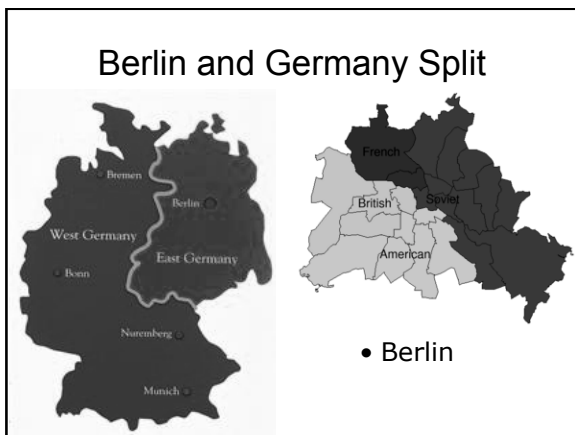 Berlin and Germany Split
Bremen
Berlin
West Germany
East Germany
Bonn
Nuremberg
Munich
French
British
Soviet
American
• Berlin